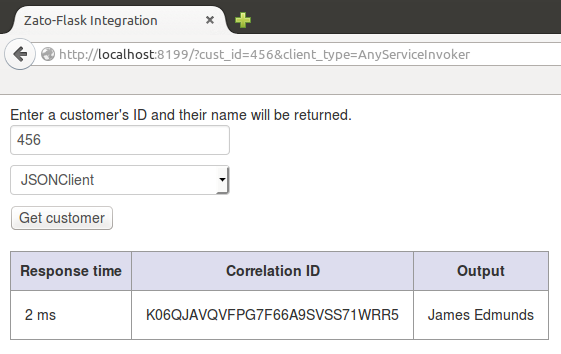 Zato-Flask Integration
http://localhost:8199/?cust_id=456&client_type=AnyServiceInvoker
Enter a customer's ID and their name will be returned.
456
JSONClient
Get customer
Response time Correlation ID Output
2 ms K06QJAVQVFPG7F66A9SVSS71WRR5 James Edmunds